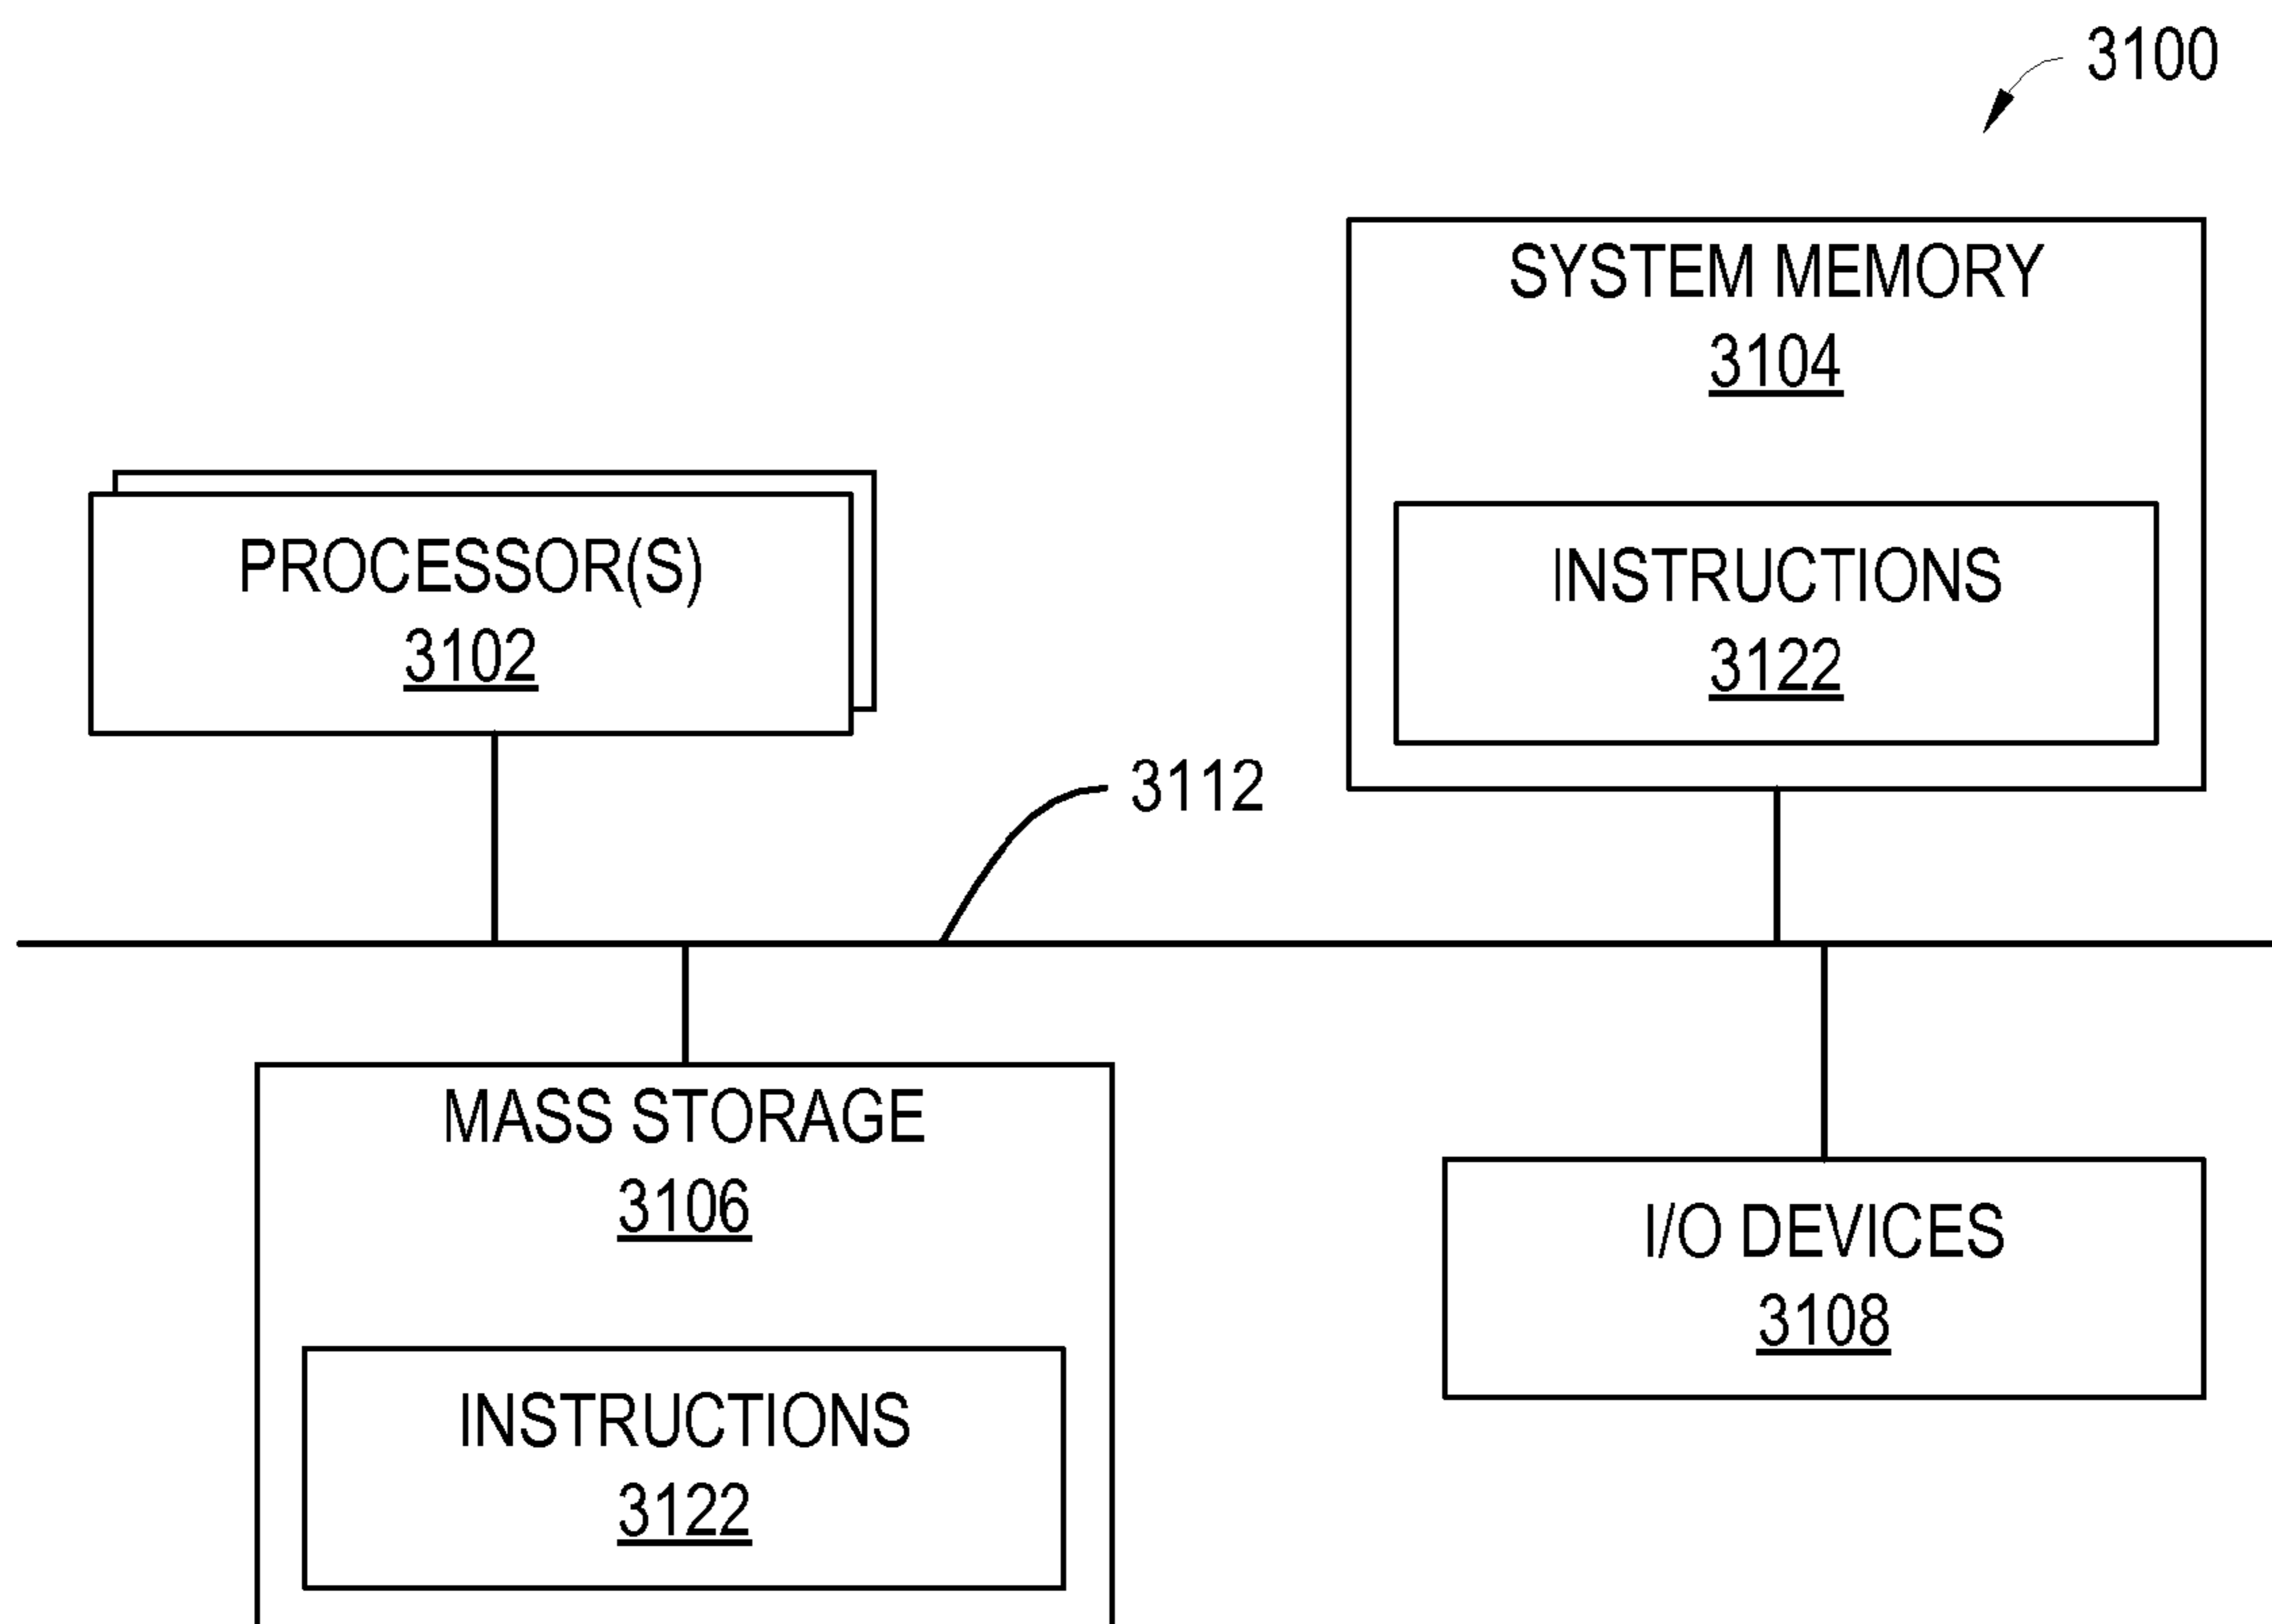 3100
SYSTEM MEMORY
3104
INSTRUCTIONS
3122
PROCESSOR(S)
3102
3112
MASS STORAGE
3106
INSTRUCTIONS
3122
I/O DEVICES
3108